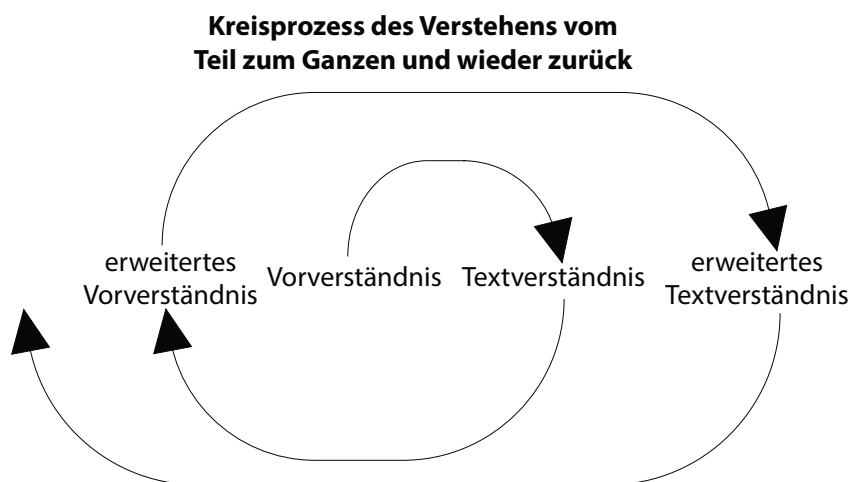 Kreisprozess des Verstehens vom
Teil zum Ganzen und wieder zurück
erweitertes
Vorverständnis
Vorverständnis
Textverständnis
erweitertes
Textverständnis